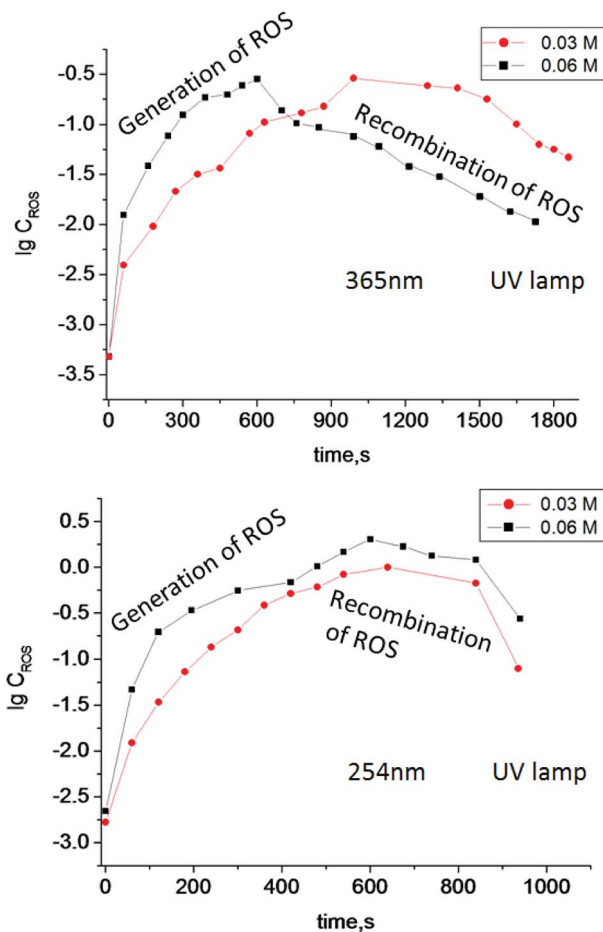 0.03 M
0.06 M
Generation of ROS
Recombination of ROS
-0.5
-1.0
-1.5
-2.0
-2.5
-3.0
-3.5
lg C_ROS
365nm UV lamp
0 300 600 900 1200 1500 1800
time,s
0.03 M
0.06 M
Generation of ROS
Recombination
of ROS
0.5
0.0
-0.5
-1.0
-1.5
-2.0
-2.5
-3.0
lg C_ROS
254nm UV lamp
0 200 400 600 800 1000
time,s